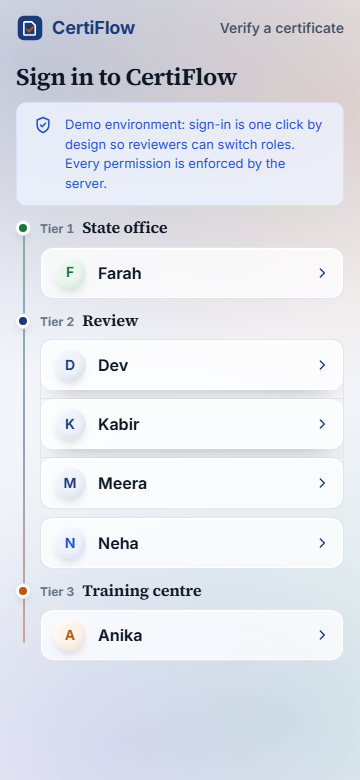 CertiFlow
Verify a certificate
Sign in to CertiFlow
Demo environment: sign-in is one click by
design so reviewers can switch roles.
Every permission is enforced by the
server.
Tier 1 State office
F Farah
Tier 2 Review
D Dev
K Kabir
M Meera
N Neha
Tier 3 Training centre
A Anika